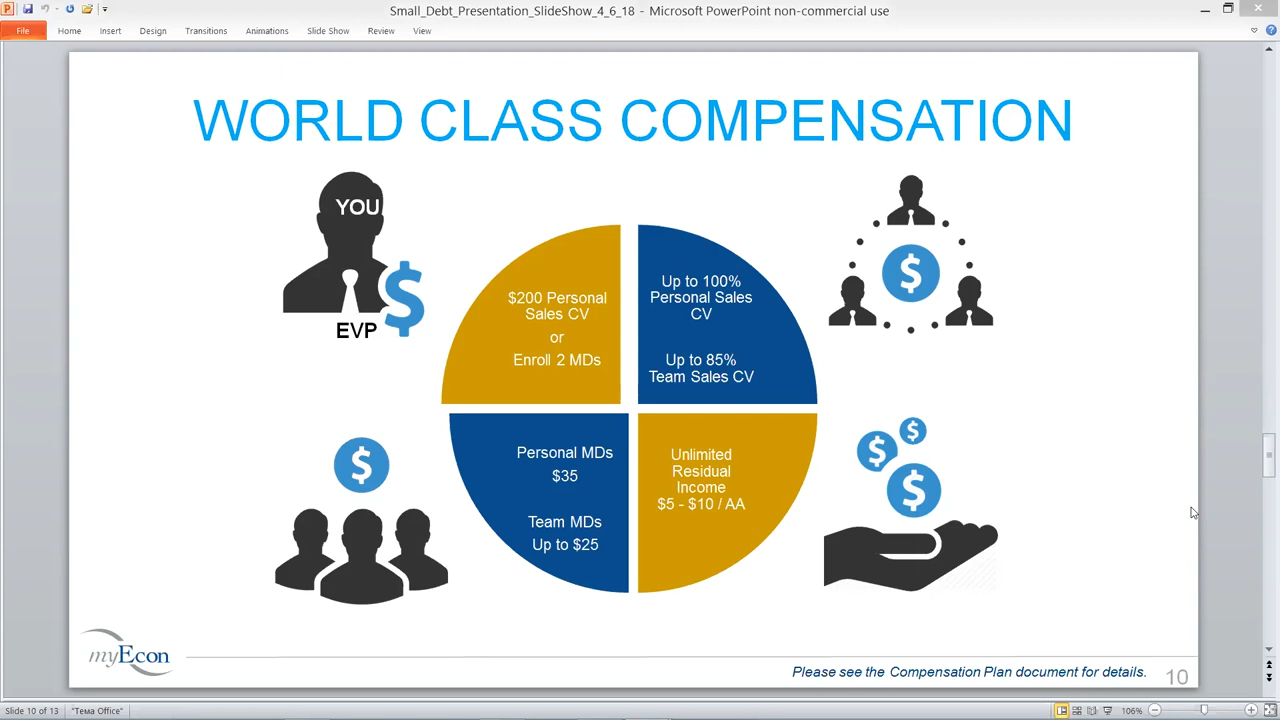 Small_Debt_Presentation_SlideShow_4_6_18 - Microsoft PowerPoint non-commercial use
File Home Insert Design Transitions Animations Slide Show Review View
WORLD CLASS COMPENSATION
YOU
EVP
$200 Personal
Sales CV
or
Enroll 2 MDs
Up to 100%
Personal Sales
CV
Up to 85%
Team Sales CV
Personal MDs
$35
Team MDs
Up to $25
Unlimited
Residual
Income
$5 - $10 / AA
myEcon
Please see the Compensation Plan document for details.
10
Slide 10 of 13 "Тема Office" 106%